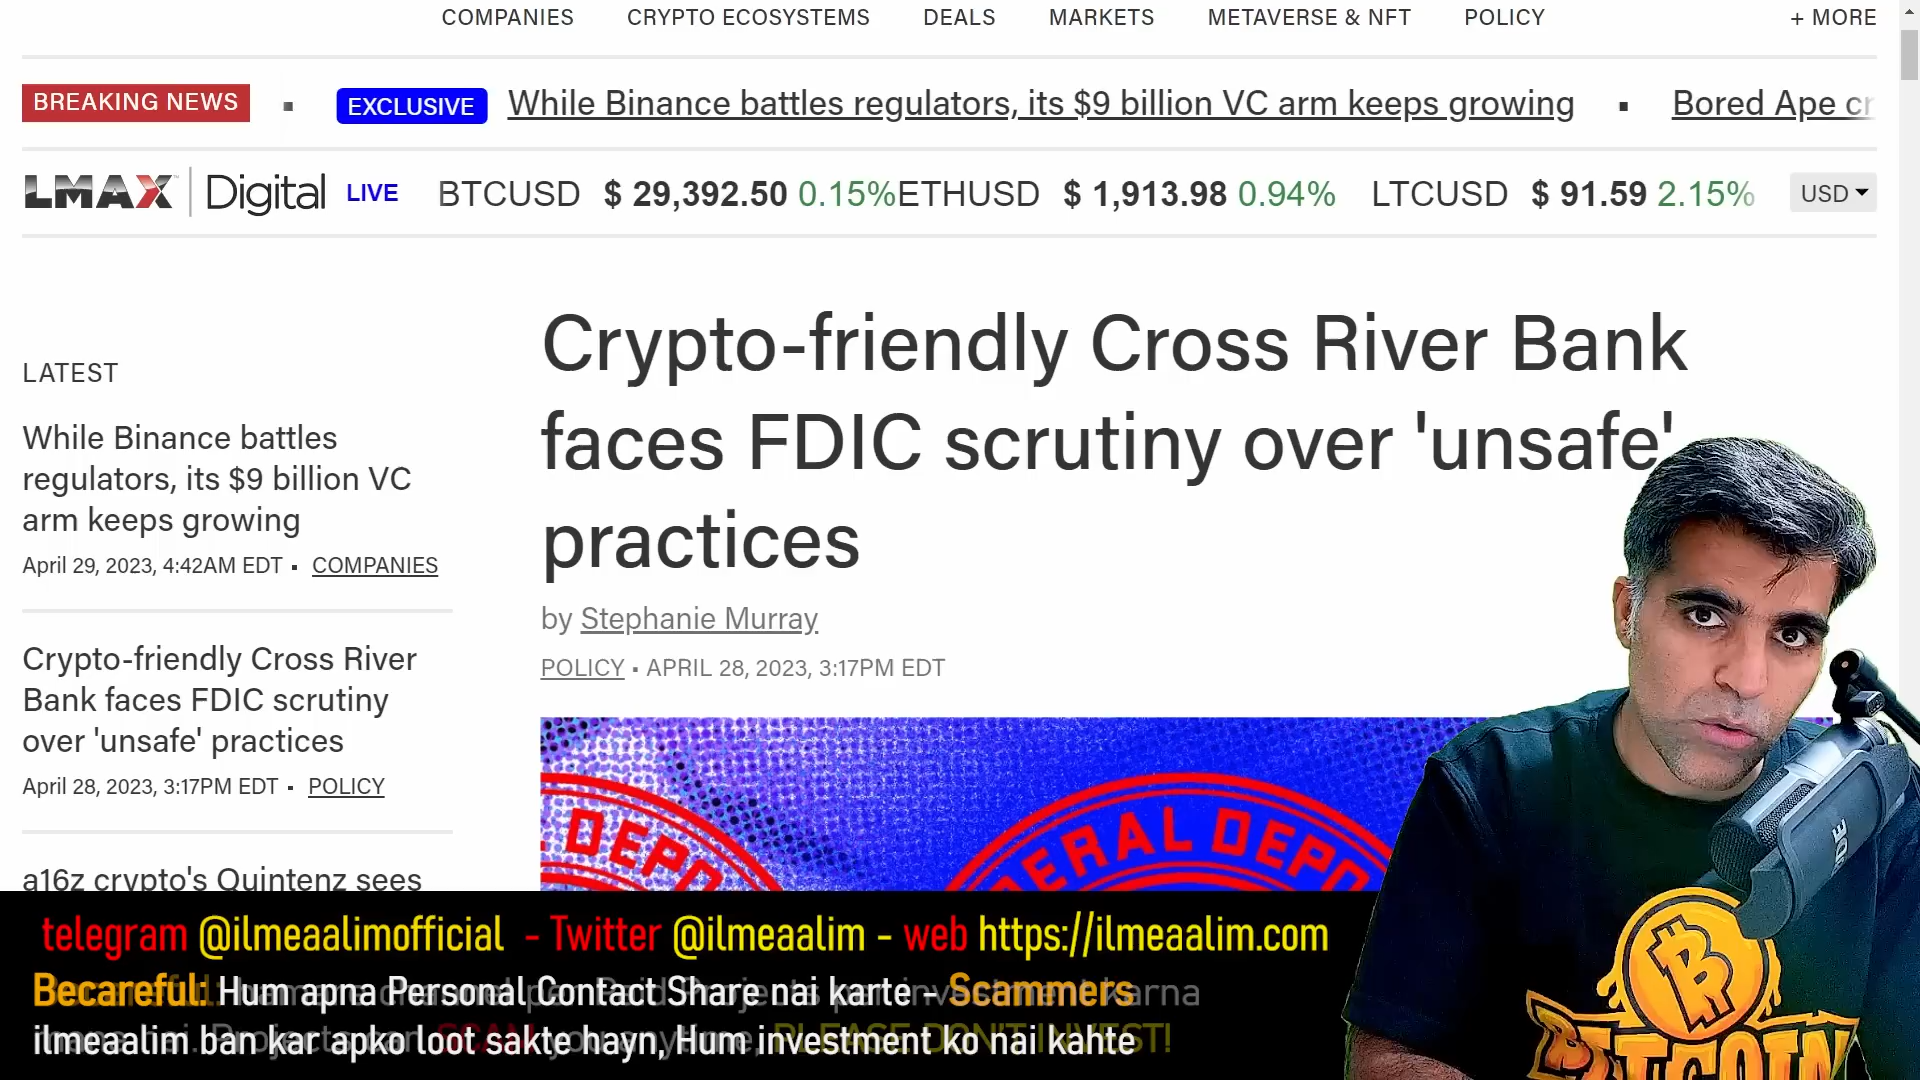 COMPANIES CRYPTO ECOSYSTEMS DEALS MARKETS METAVERSE & NFT POLICY + MORE
BREAKING NEWS ▪ EXCLUSIVE While Binance battles regulators, its $9 billion VC arm keeps growing ▪ Bored Ape cr
LMAX Digital LIVE BTCUSD $ 29,392.50 0.15% ETHUSD $ 1,913.98 0.94% LTCUSD $ 91.59 2.15% USD
Crypto-friendly Cross River Bank
faces FDIC scrutiny over 'unsafe'
practices
by Stephanie Murray
POLICY ▪ APRIL 28, 2023, 3:17PM EDT
LATEST
While Binance battles
regulators, its $9 billion VC
arm keeps growing
April 29, 2023, 4:42AM EDT ▪ COMPANIES
Crypto-friendly Cross River
Bank faces FDIC scrutiny
over 'unsafe' practices
April 28, 2023, 3:17PM EDT ▪ POLICY
a16z crypto's Quintenz sees
DEPO
ERAL DEPO
telegram @ilmeaalimofficial - Twitter @ilmeaalim - web https://ilmeaalim.com
Becareful: Hum apna Personal Contact Share nai karte - Scammers
ilmeaalim ban kar apko loot sakte hayn, Hum investment ko nai kahte
BITCOIN